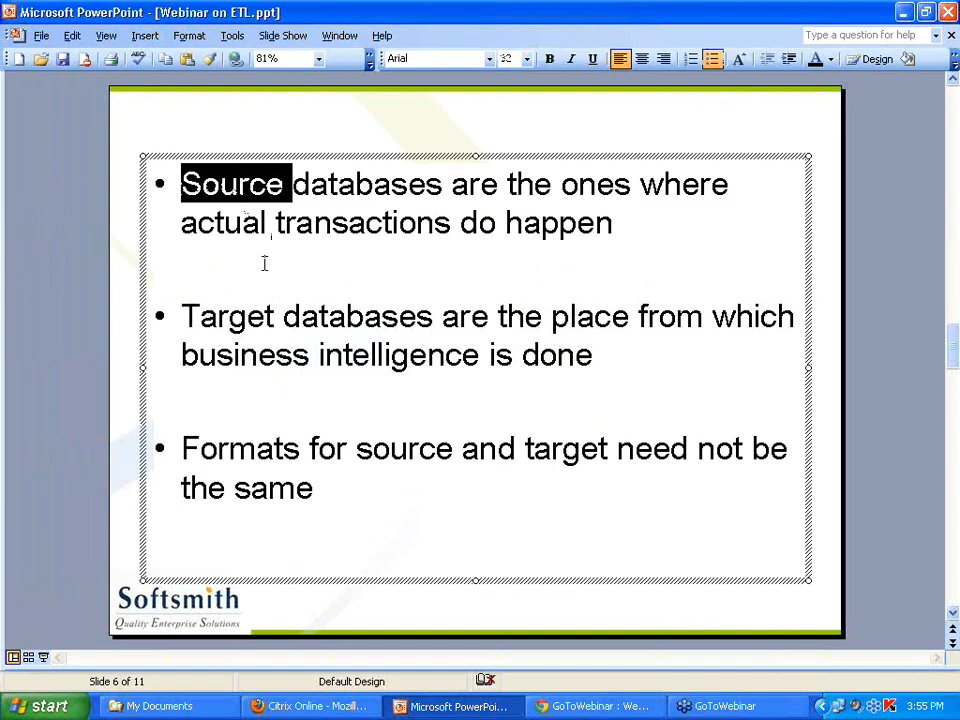 Microsoft PowerPoint - [Webinar on ETL.ppt]
File Edit View Insert Format Tools Slide Show Window Help
Type a question for help
81%
Arial
32
B I U
A
A
Design
• Source databases are the ones where
actual transactions do happen
• Target databases are the place from which
business intelligence is done
• Formats for source and target need not be
the same
Softsmith
Quality Enterprise Solutions
Slide 6 of 11
Default Design
start
My Documents
Citrix Online - Mozil...
Microsoft PowerPoi...
GoToWebinar : We...
GoToWebinar
3:55 PM